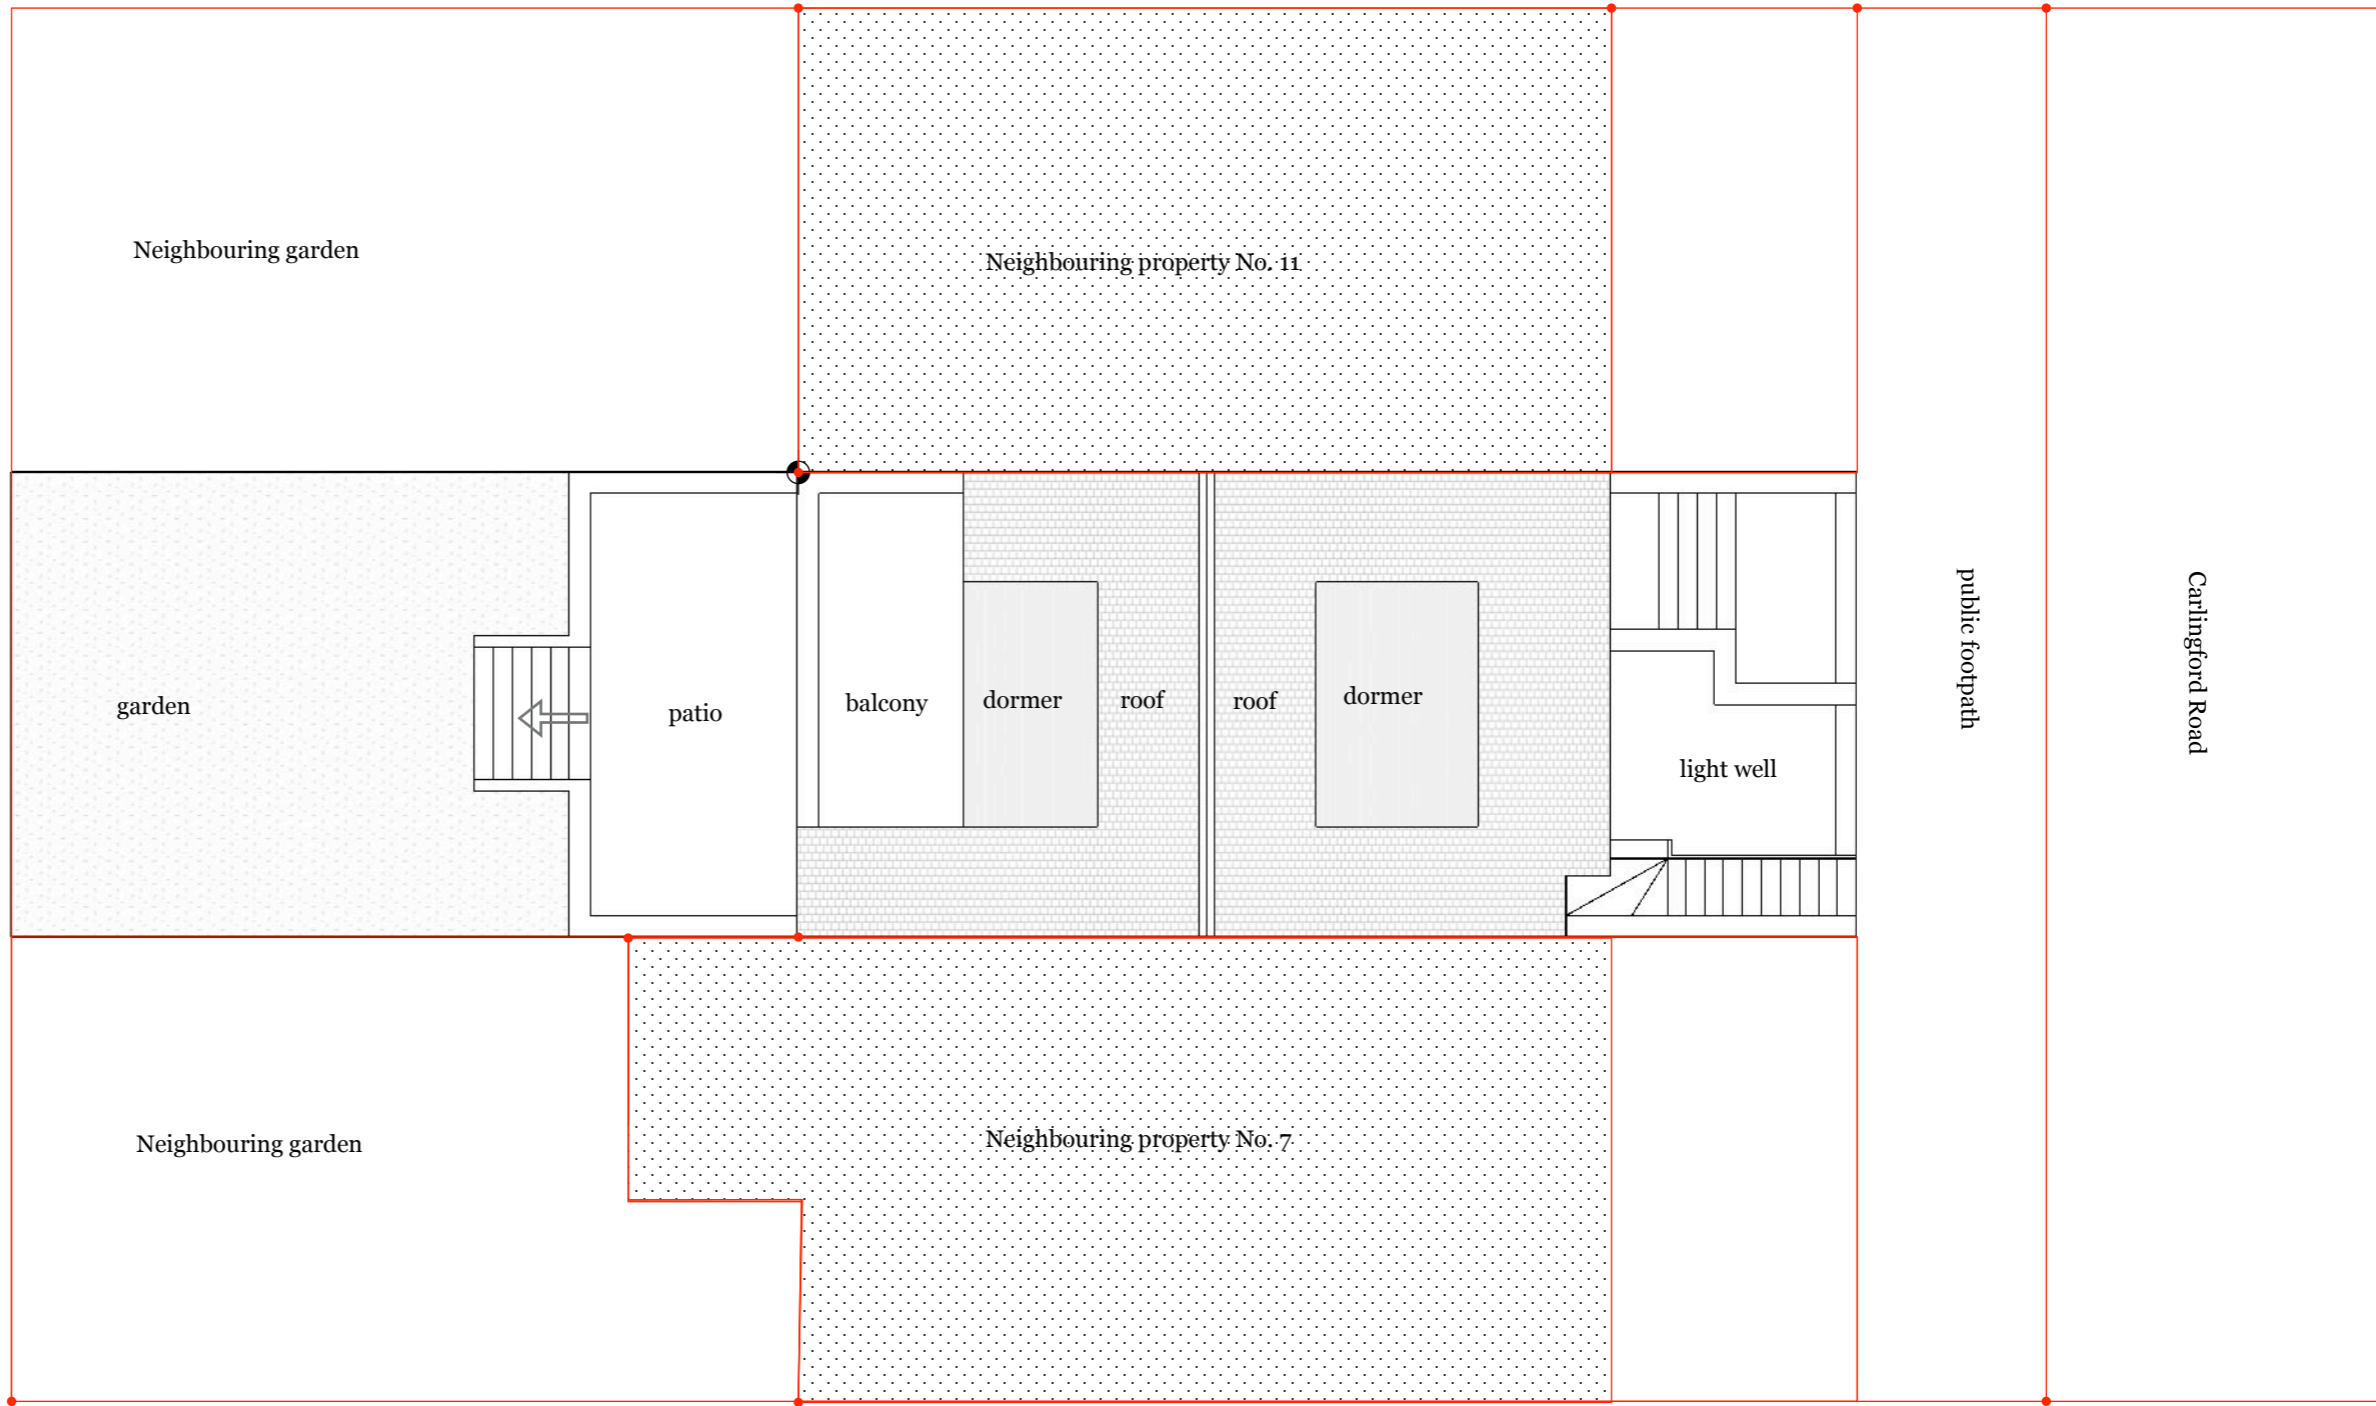 Neighbouring garden
Neighbouring property No. 11
garden
patio
balcony
dormer
roof
roof
dormer
light well
public footpath
Carlingford Road
Neighbouring garden
Neighbouring property No. 7